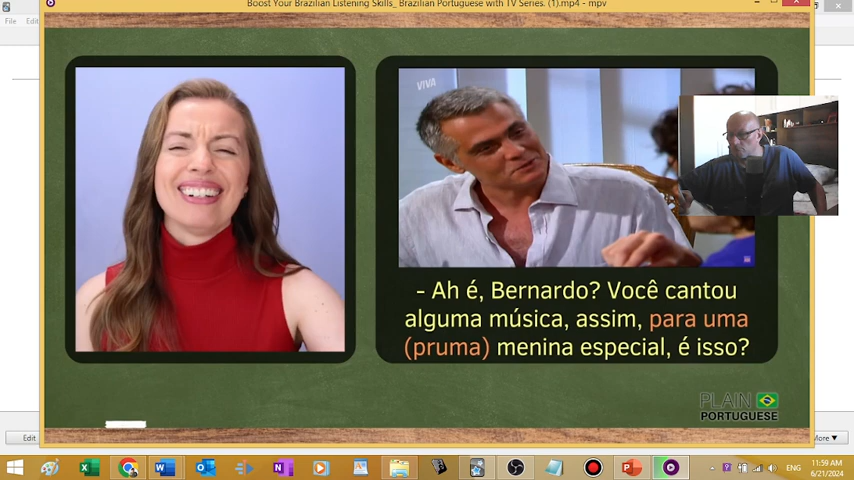 Boost Your Brazilian Listening Skills_ Brazilian Portuguese with TV Series. (1).mp4 - mpv
File
Edi
VIVA
- Ah é, Bernardo? Você cantou
alguma música, assim, para uma
(pruma) menina especial, é isso?
PLAIN
PORTUGUESE
Edit
More
ENG
11:59 AM
6/21/2024